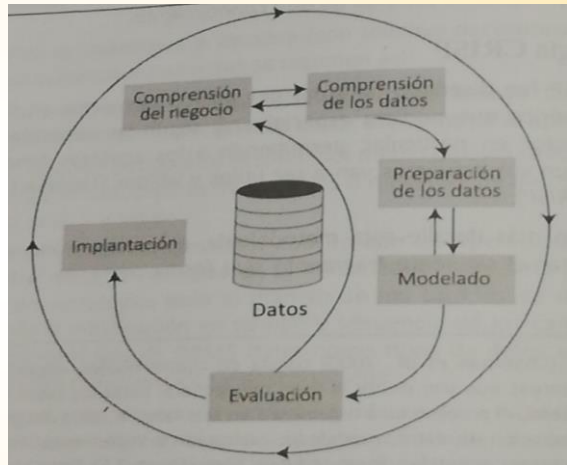 Comprensión
del negocio
Comprensión
de los datos
Preparación
de los datos
Implantación
Modelado
Datos
Evaluación